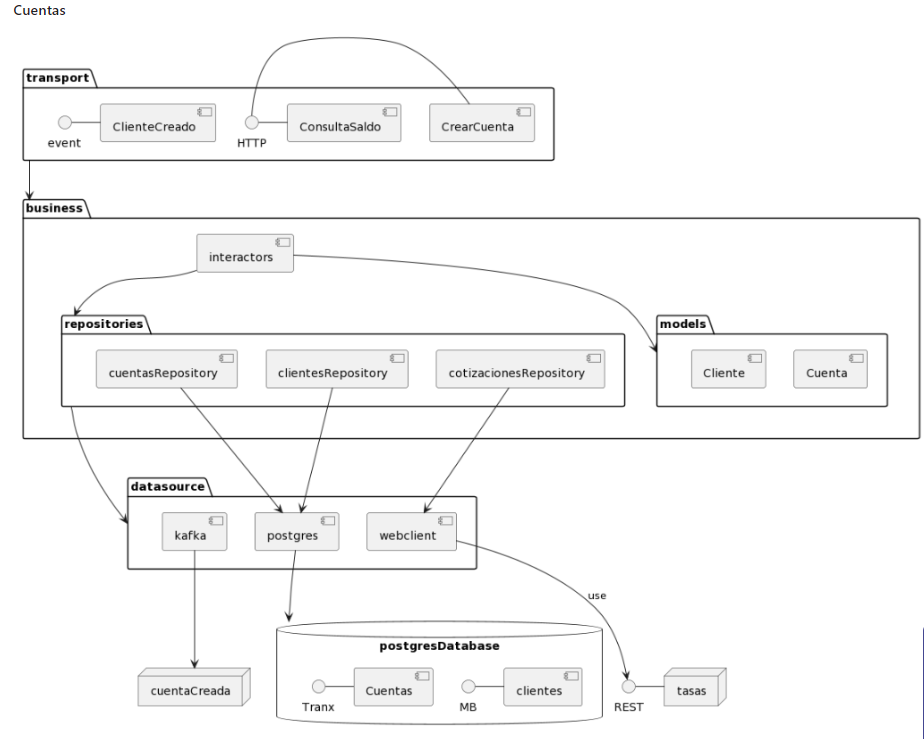 Cuentas
transport
ClienteCreado
ConsultaSaldo
CrearCuenta
event
HTTP
business
interactors
repositories
models
cuentasRepository
clientesRepository
cotizacionesRepository
Cliente
Cuenta
datasource
kafka
postgres
webclient
use
postgresDatabase
cuentaCreada
Cuentas
clientes
tasas
Tranx
MB
REST